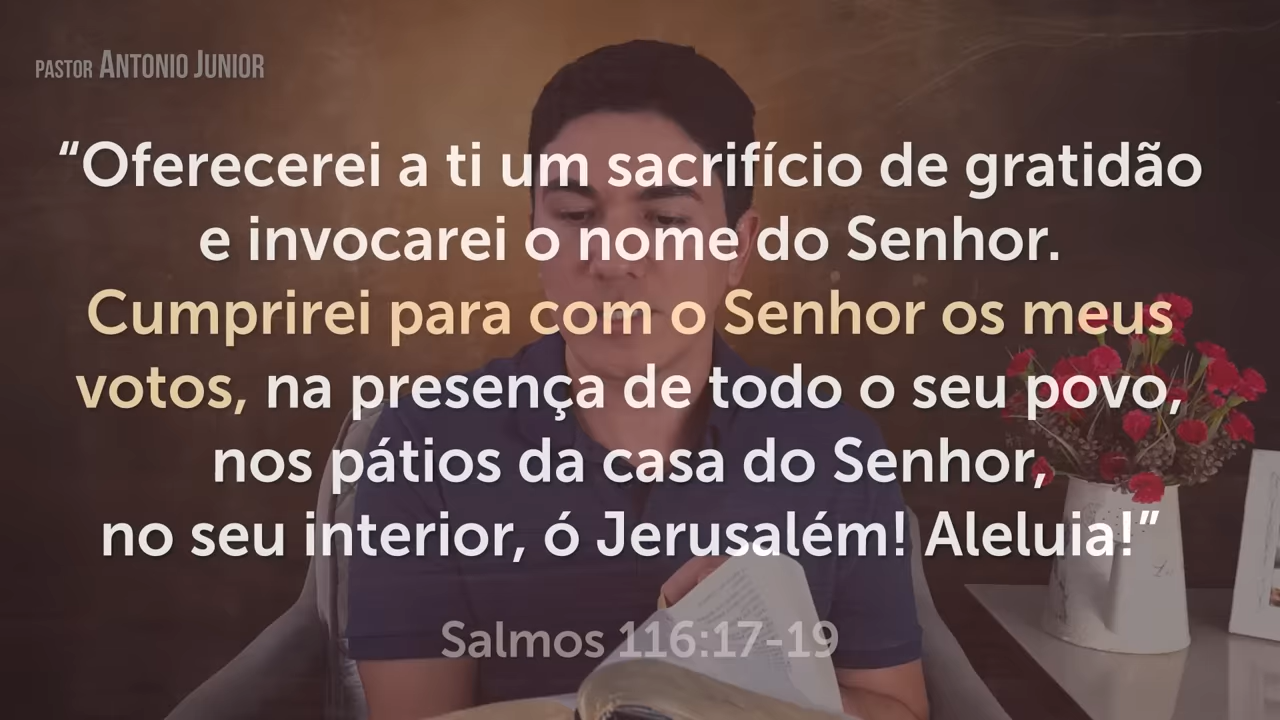 PASTOR ANTONIO JUNIOR
“Oferecerei a ti um sacrifício de gratidão
e invocarei o nome do Senhor.
Cumprirei para com o Senhor os meus
votos, na presença de todo o seu povo,
nos pátios da casa do Senhor,
no seu interior, ó Jerusalém! Aleluia!”
Salmos 116:17-19